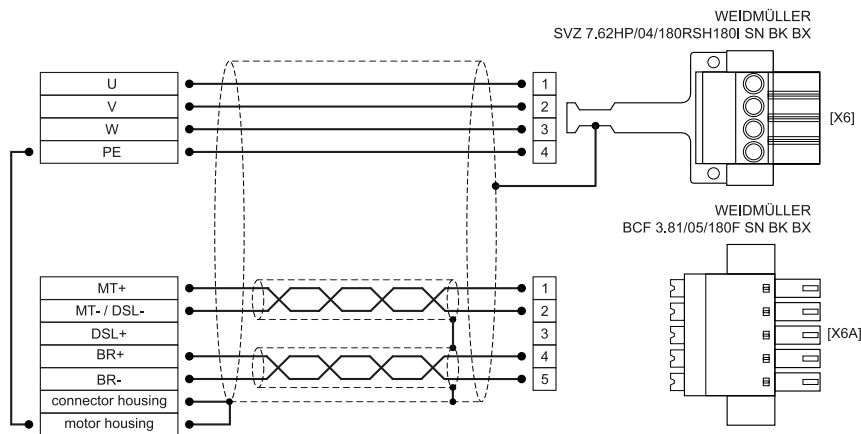 WEIDMÜLLER
SVZ 7.62HP/04/180RSH180I SN BK BX
U
V
W
PE
1
2
3
4
[X6]
WEIDMÜLLER
BCF 3.81/05/180F SN BK BX
MT+
MT- / DSL-
DSL+
BR+
BR-
connector housing
motor housing
1
2
3
4
5
[X6A]